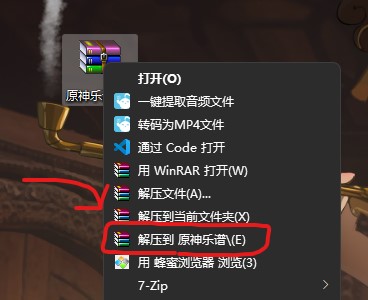 原神乐谱
打开(O)
一键提取音频文件
转码为MP4文件
通过 Code 打开
用 WinRAR 打开(W)
解压文件(A)...
解压到当前文件夹(X)
解压到 原神乐谱\(E)
用 蜂蜜浏览器 浏览(3)
7-Zip